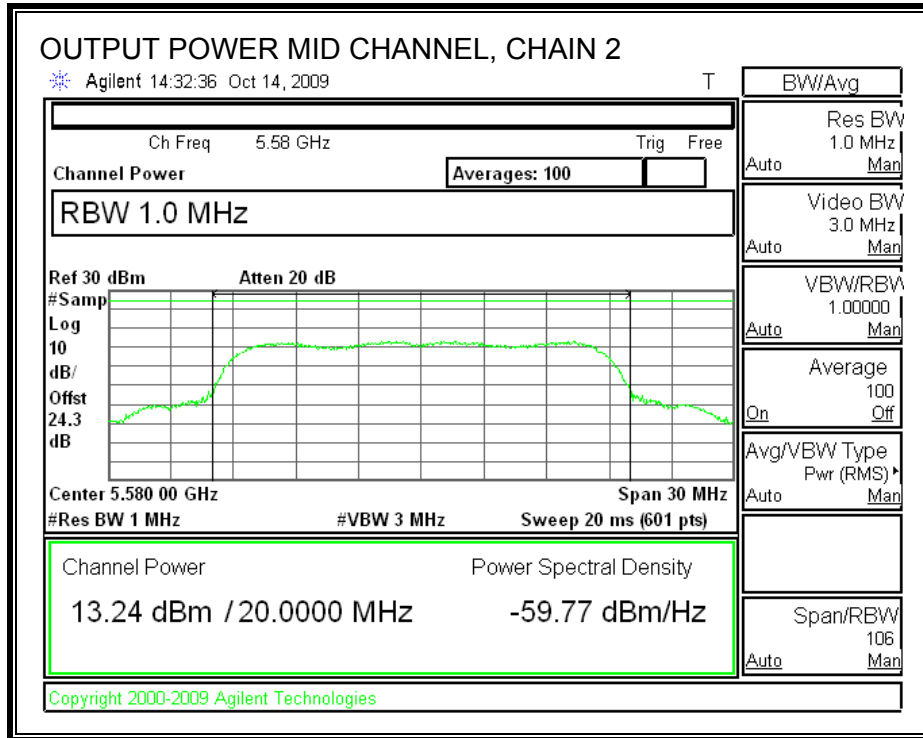 OUTPUT POWER MID CHANNEL, CHAIN 2
Agilent 14:32:36 Oct 14, 2009 T
Ch Freq 5.58 GHz Trig Free
Channel Power Averages: 100
RBW 1.0 MHz
Ref 30 dBm Atten 20 dB
#Samp
Log
10
dB/
Offst
24.3
dB
Center 5.580 00 GHz Span 30 MHz
#Res BW 1 MHz #VBW 3 MHz Sweep 20 ms (601 pts)
Channel Power Power Spectral Density
13.24 dBm / 20.0000 MHz -59.77 dBm/Hz
Copyright 2000-2009 Agilent Technologies
BW/Avg
Res BW
1.0 MHz
Auto Man
Video BW
3.0 MHz
Auto Man
VBW/RBW
1.00000
Auto Man
Average
100
On Off
Avg/VBW Type
Pwr (RMS)
Auto Man
Span/RBW
106
Auto Man